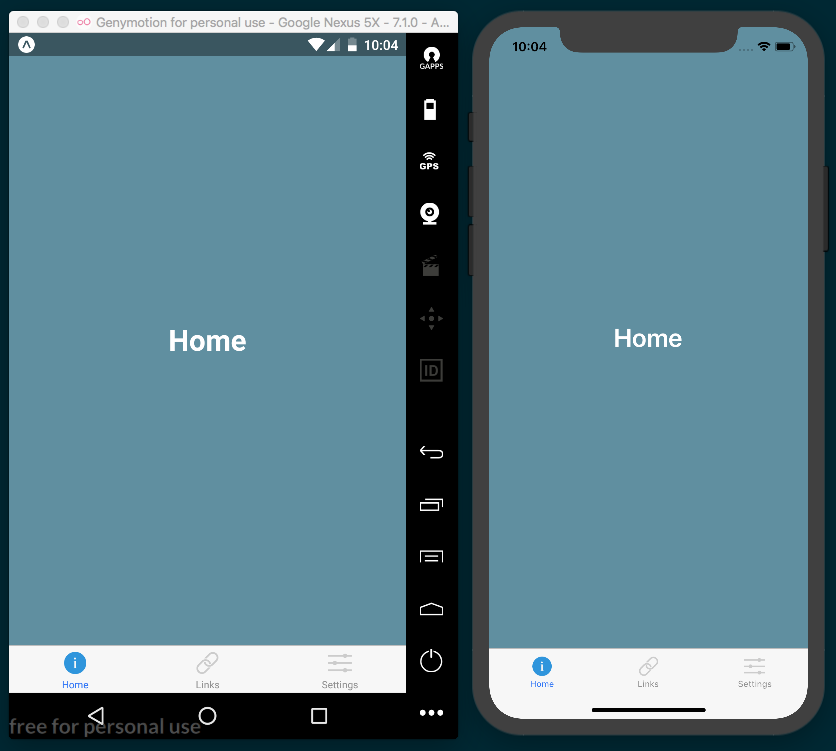 Genymotion for personal use - Google Nexus 5X - 7.1.0 - A...
10:04
GAPPS
GPS
ID
Home
Home
Links
Settings
free for personal use
10:04
Home
Home
Links
Settings